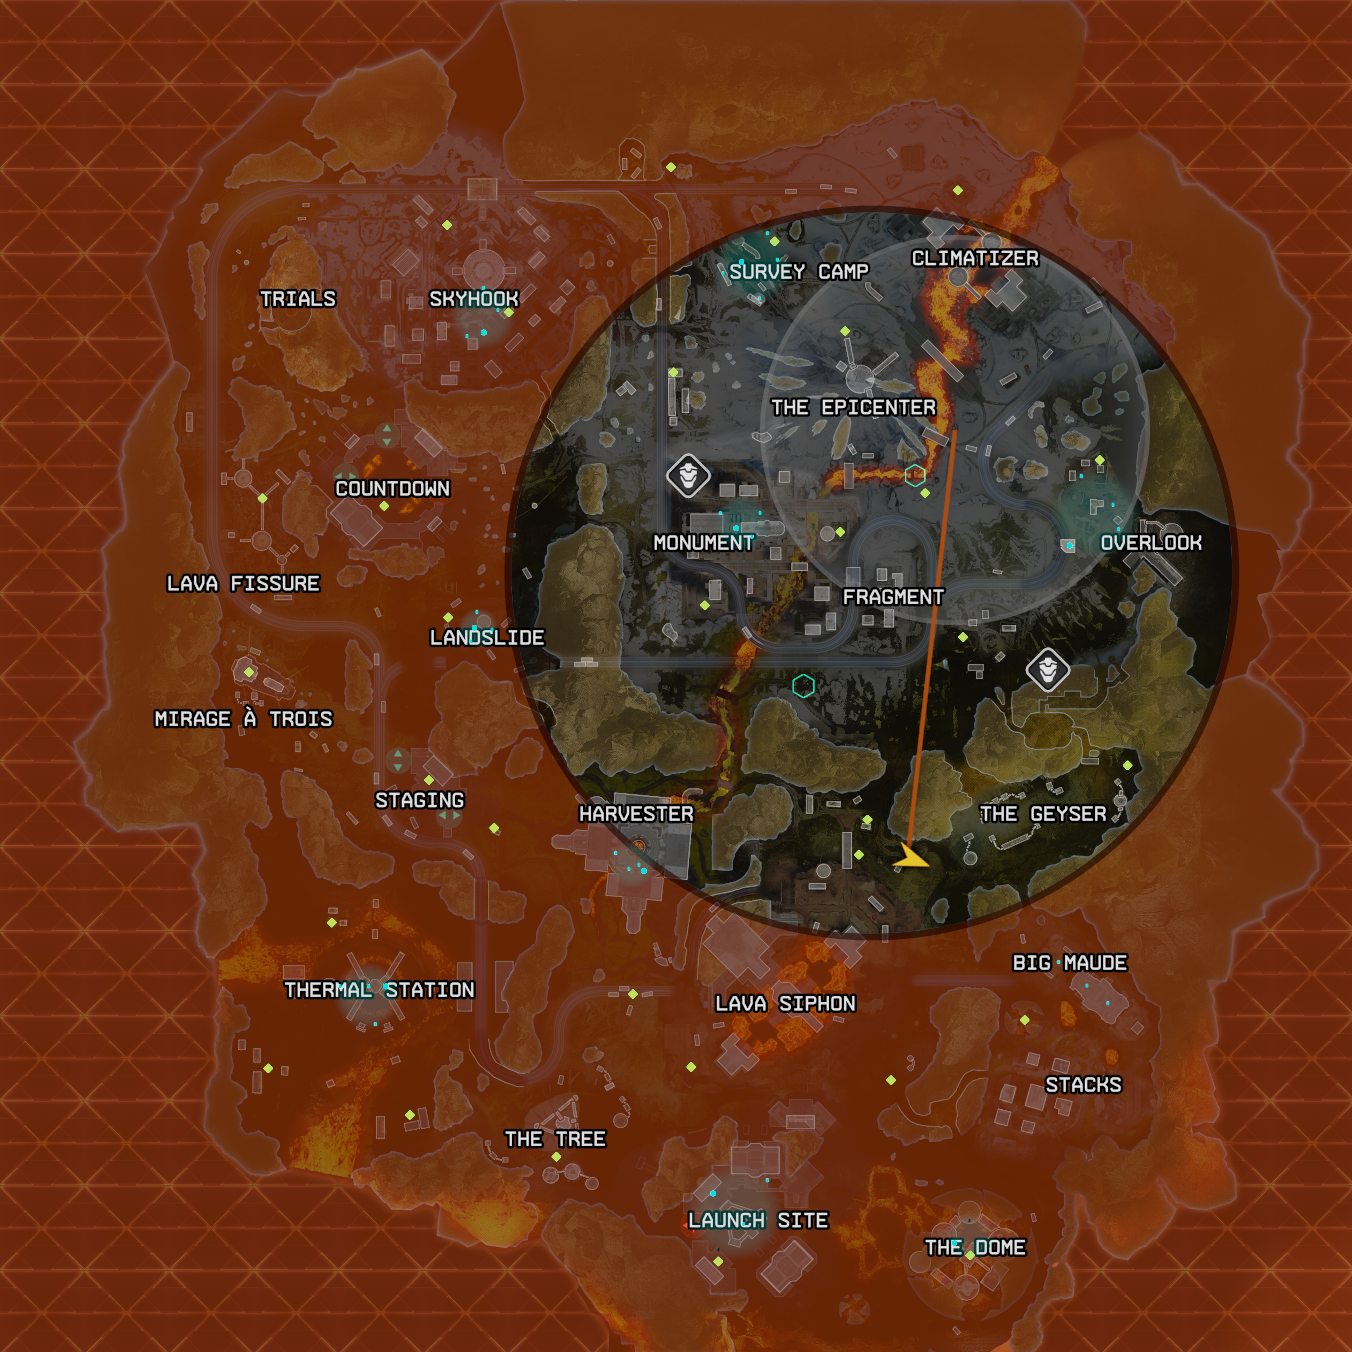 CLIMATIZER
SURVEY CAMP
TRIALS
SKYHOOK
THE EPICENTER
COUNTDOWN
MONUMENT
OVERLOOK
LAVA FISSURE
FRAGMENT
LANDSLIDE
MIRAGE À TROIS
STAGING
HARVESTER
THE GEYSER
BIG MAUDE
THERMAL STATION
LAVA SIPHON
STACKS
THE TREE
LAUNCH SITE
THE DOME